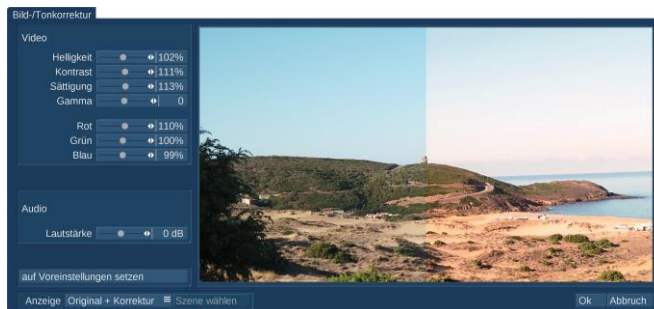 Bild-/Tonkorrektur
Video
Helligkeit 102%
Kontrast 111%
Sättigung 113%
Gamma 0
Rot 110%
Grün 100%
Blau 99%
Audio
Lautstärke 0 dB
auf Voreinstellungen setzen
Anzeige Original + Korrektur Szene wählen Ok Abbruch